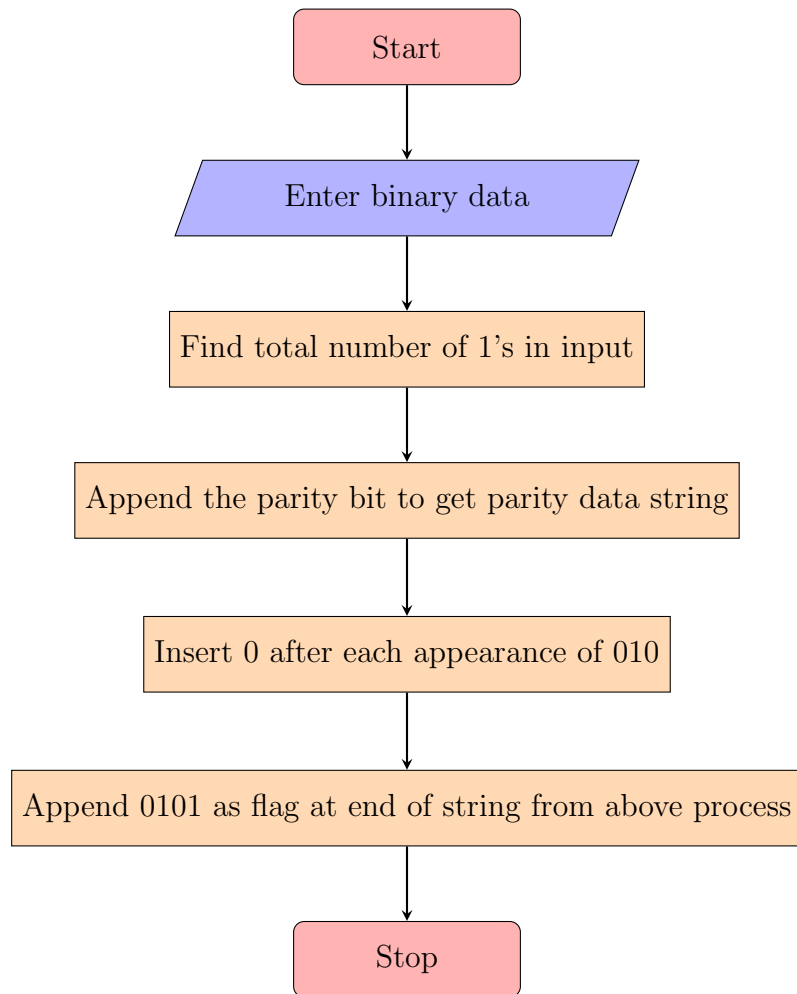 Start
Enter binary data
Find total number of 1's in input
Append the parity bit to get parity data string
Insert 0 after each appearance of 010
Append 0101 as flag at end of string from above process
Stop